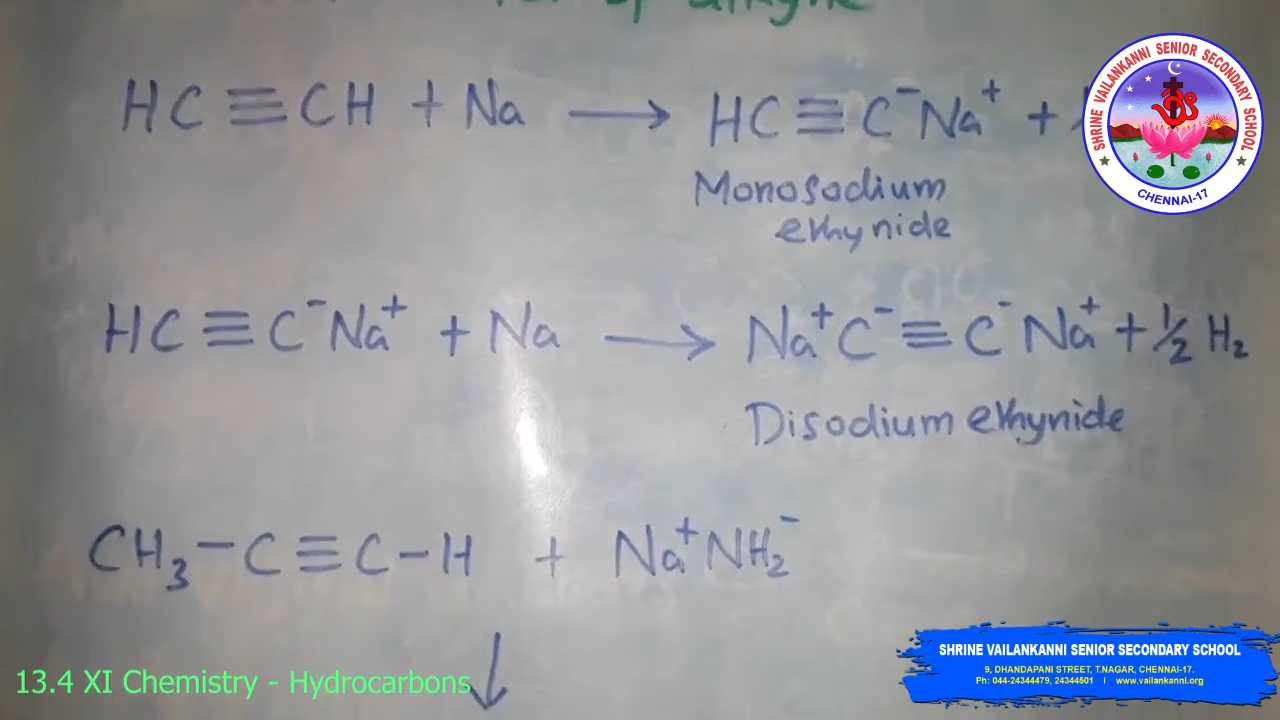 of alkyne
HC≡CH + Na ⟶ HC≡C⁻Na⁺ +
Monosodium
ethynide
HC≡C⁻Na⁺ + Na ⟶ Na⁺C⁻≡C⁻Na⁺ + ½ H₂
Disodium ethynide
CH₃–C≡C–H + Na⁺NH₂⁻
↓
SHRINE VAILANKANNI SENIOR SECONDARY SCHOOL
CHENNAI-17
13.4 XI Chemistry - Hydrocarbons
SHRINE VAILANKANNI SENIOR SECONDARY SCHOOL
9, DHANDAPANI STREET, T.NAGAR, CHENNAI-17.
Ph: 044-24344479, 24344501 I www.vailankanni.org